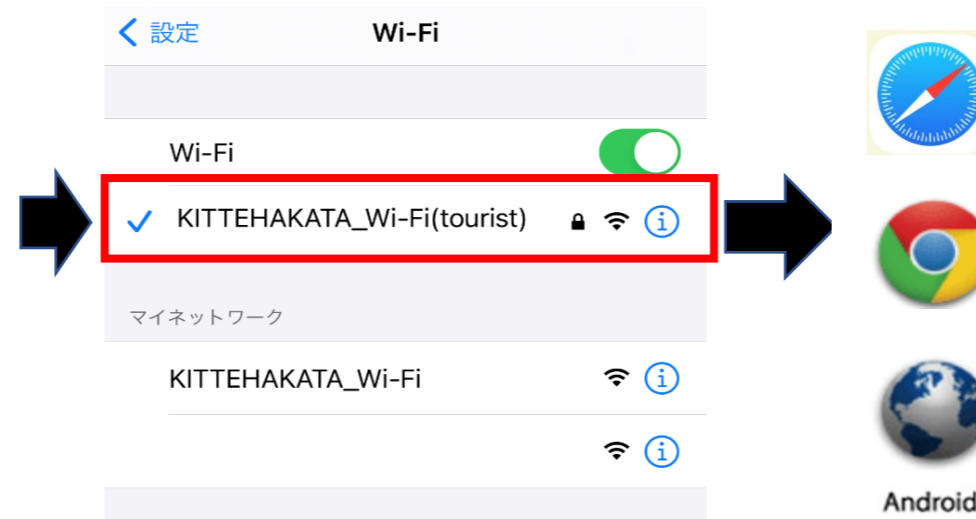 設定
Wi-Fi
Wi-Fi
KITTEHAKATA_Wi-Fi(tourist)
マイネットワーク
KITTEHAKATA_Wi-Fi
Android